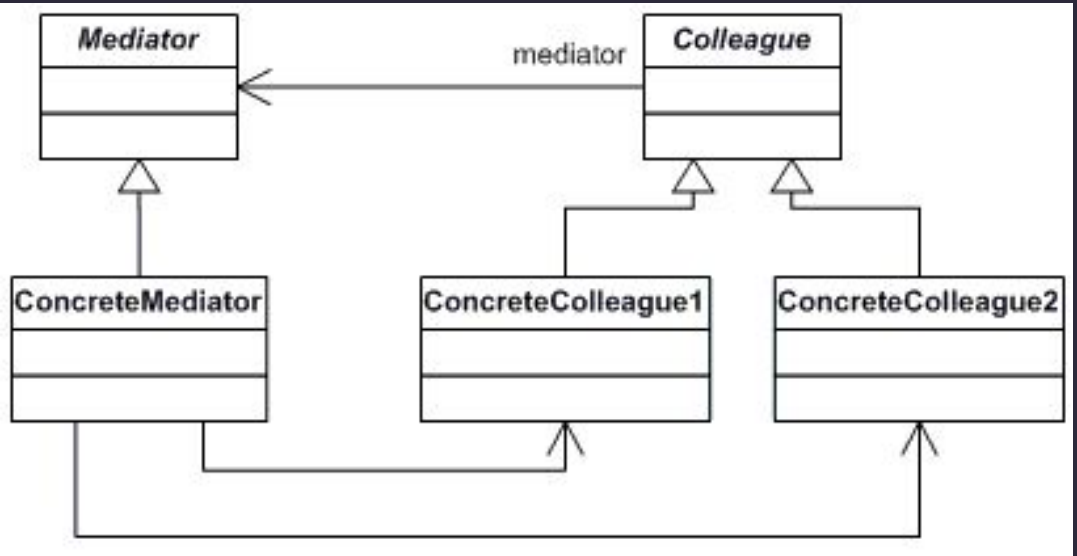 Mediator
mediator
Colleague
ConcreteMediator
ConcreteColleague1
ConcreteColleague2